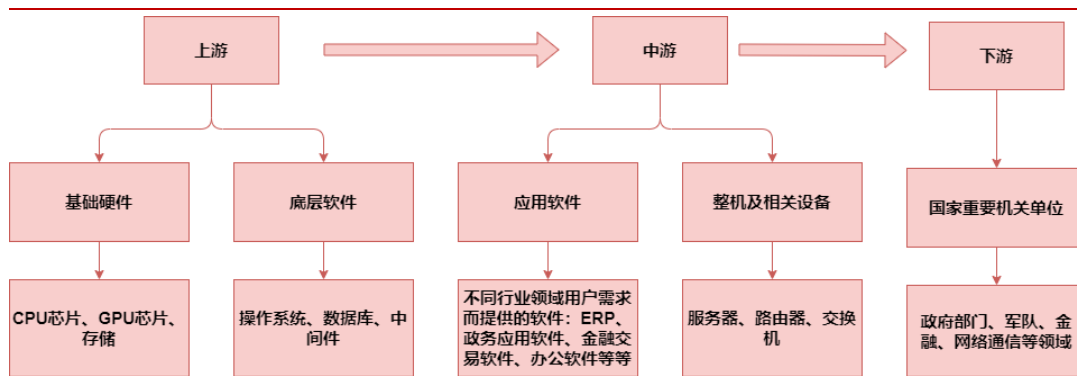 上游
中游
下游
基础硬件
底层软件
应用软件
整机及相关设备
国家重要机关单位
CPU芯片、GPU芯片、
存储
操作系统、数据库、中
间件
不同行业领域用户需求
而提供的软件：ERP、
政务应用软件、金融交
易软件、办公软件等等
服务器、路由器、交换
机
政府部门、军队、金
融、网络通信等领域